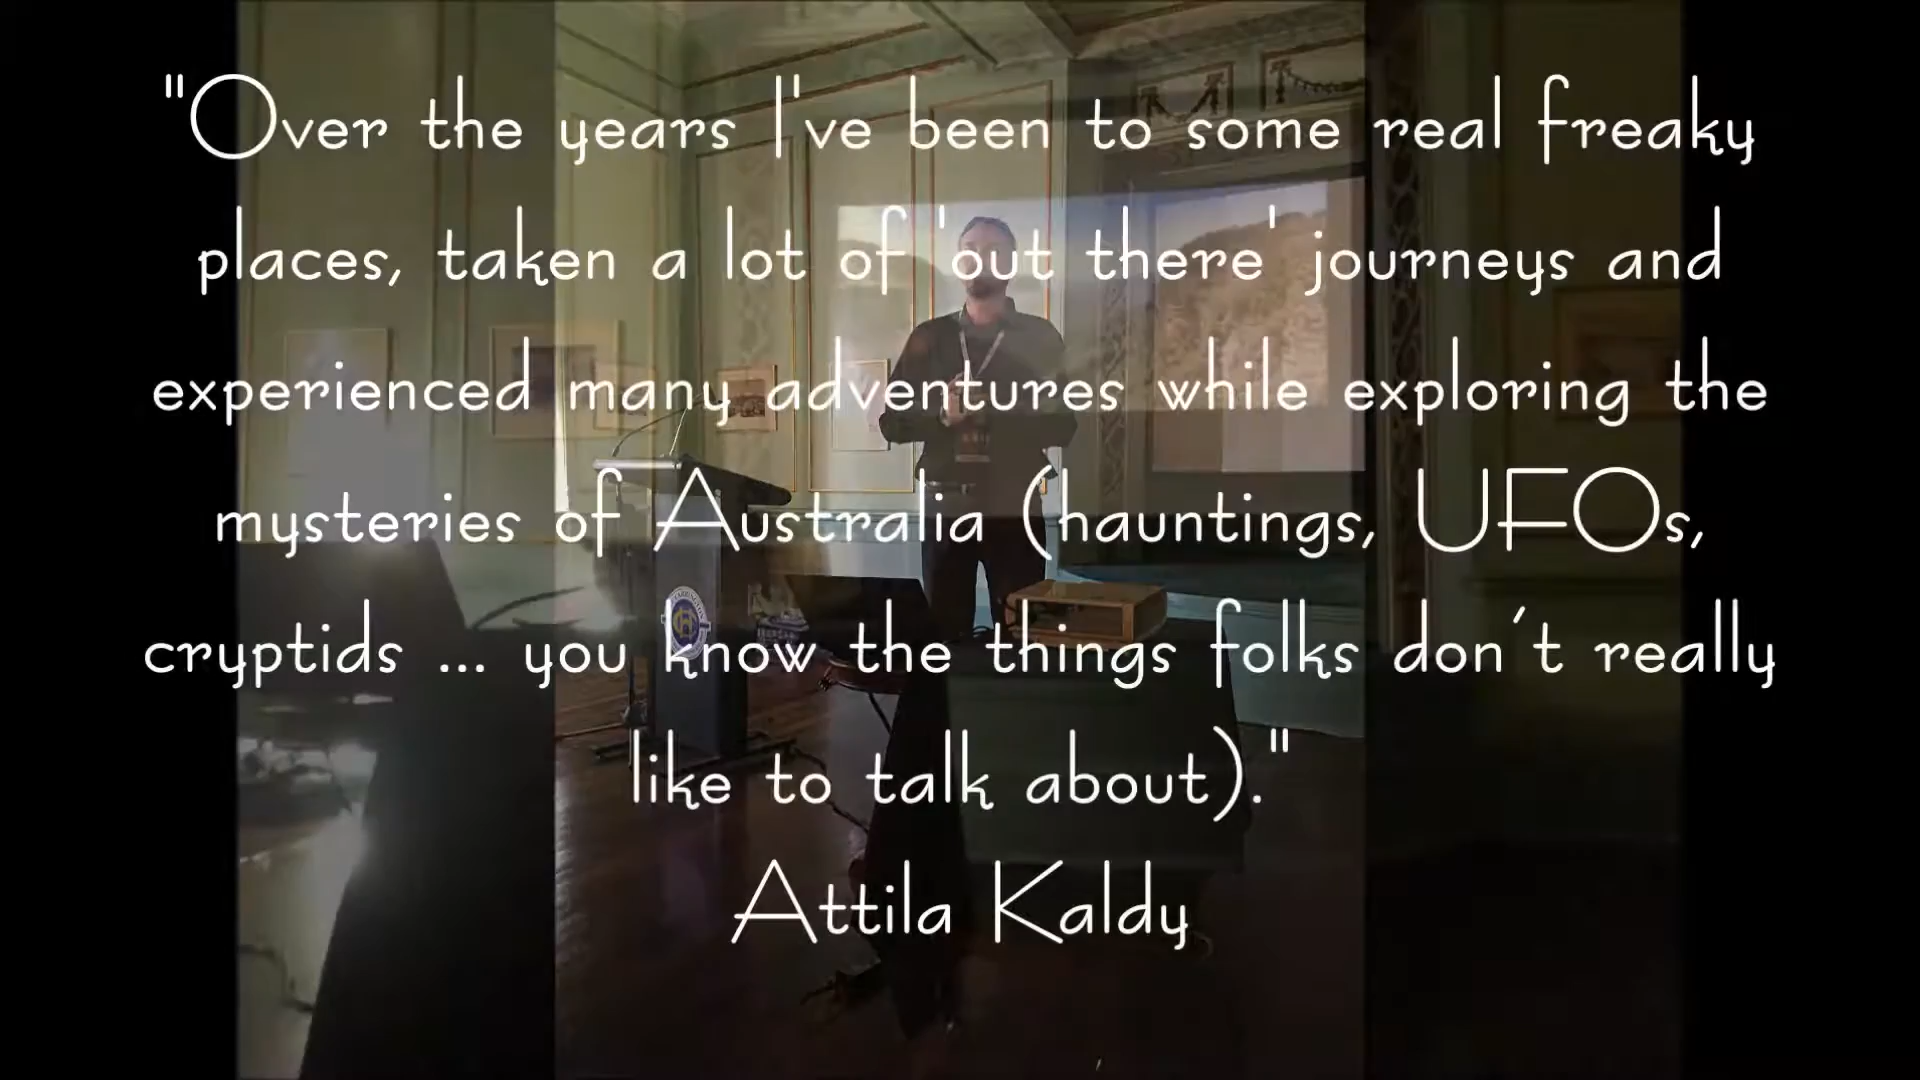 "Over the years I've been to some real freaky
places, taken a lot of 'out there' journeys and
experienced many adventures while exploring the
mysteries of Australia (hauntings, UFOs,
cryptids ... you know the things folks don't really
like to talk about)."
Attila Kaldy